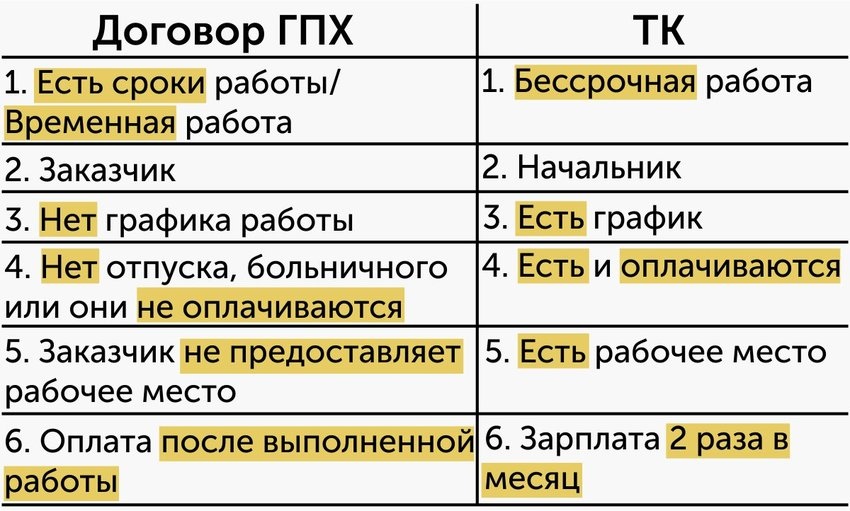 Договор ГПХ
ТК
1. Есть сроки работы/
Временная работа
1. Бессрочная работа
2. Заказчик
2. Начальник
3. Нет графика работы
3. Есть график
4. Нет отпуска, больничного
или они не оплачиваются
4. Есть и оплачиваются
5. Заказчик не предоставляет
рабочее место
5. Есть рабочее место
6. Оплата после выполненной
работы
6. Зарплата 2 раза в
месяц